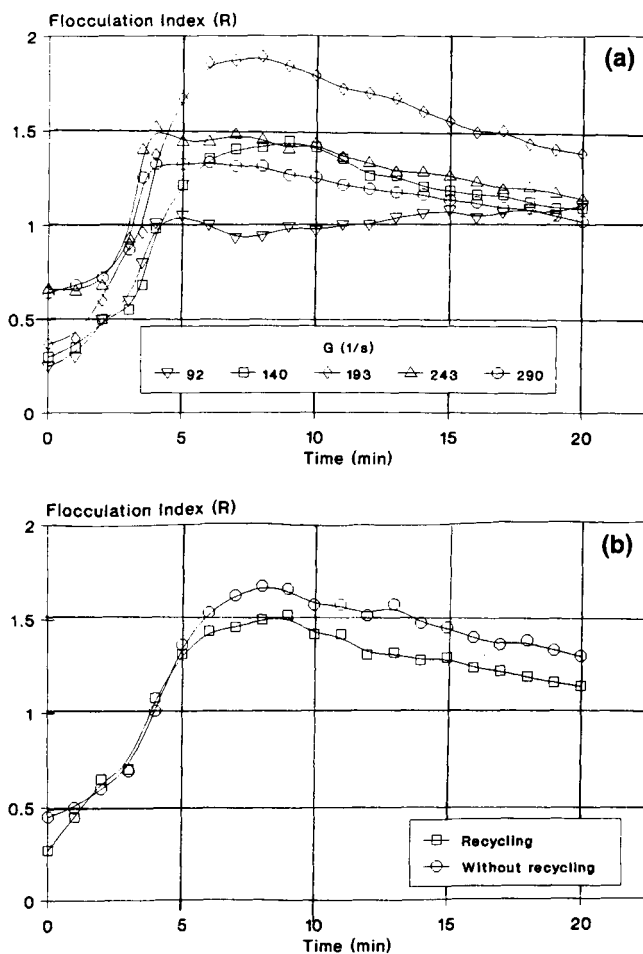 Flocculation Index (R)
(a)
2
1.5
1
0.5
0
G (1/s)
92 140 193 243 290
0 5 10 15 20
Time (min)
Flocculation Index (R)
(b)
2
1.5
1
0.5
0
Recycling
Without recycling
0 5 10 15 20
Time (min)